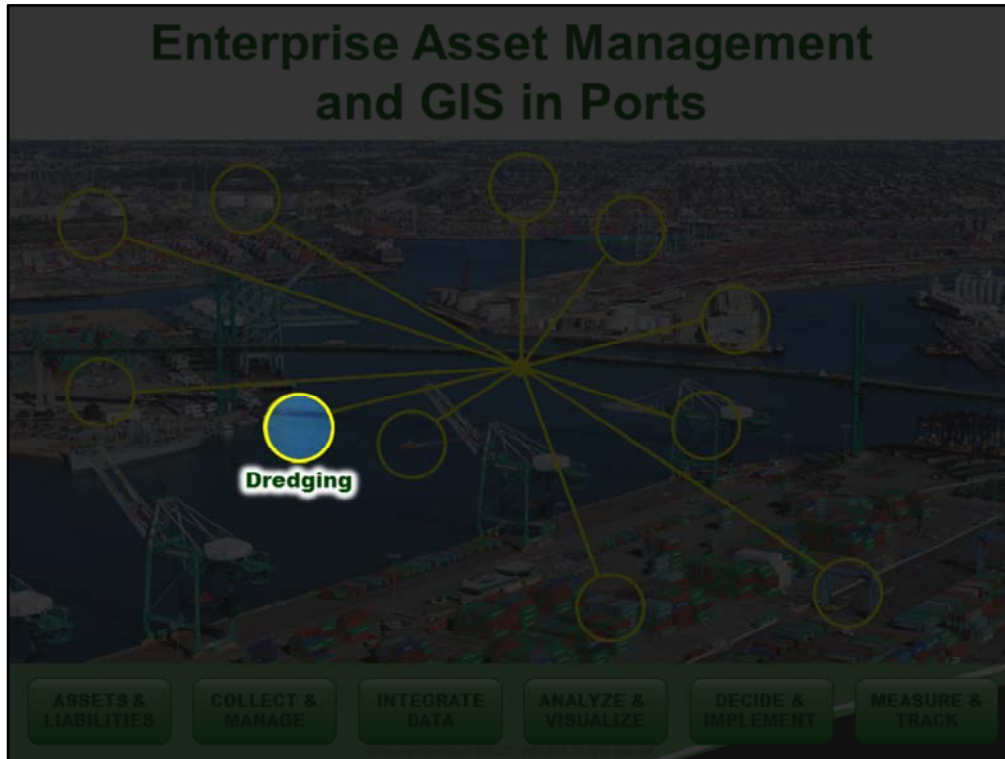 Enterprise Asset Management
and GIS in Ports
Dredging
ASSETS &
LIABILITIES
COLLECT &
MANAGE
INTEGRATE
DATA
ANALYZE &
VISUALIZE
DECIDE &
IMPLEMENT
MEASURE &
TRACK